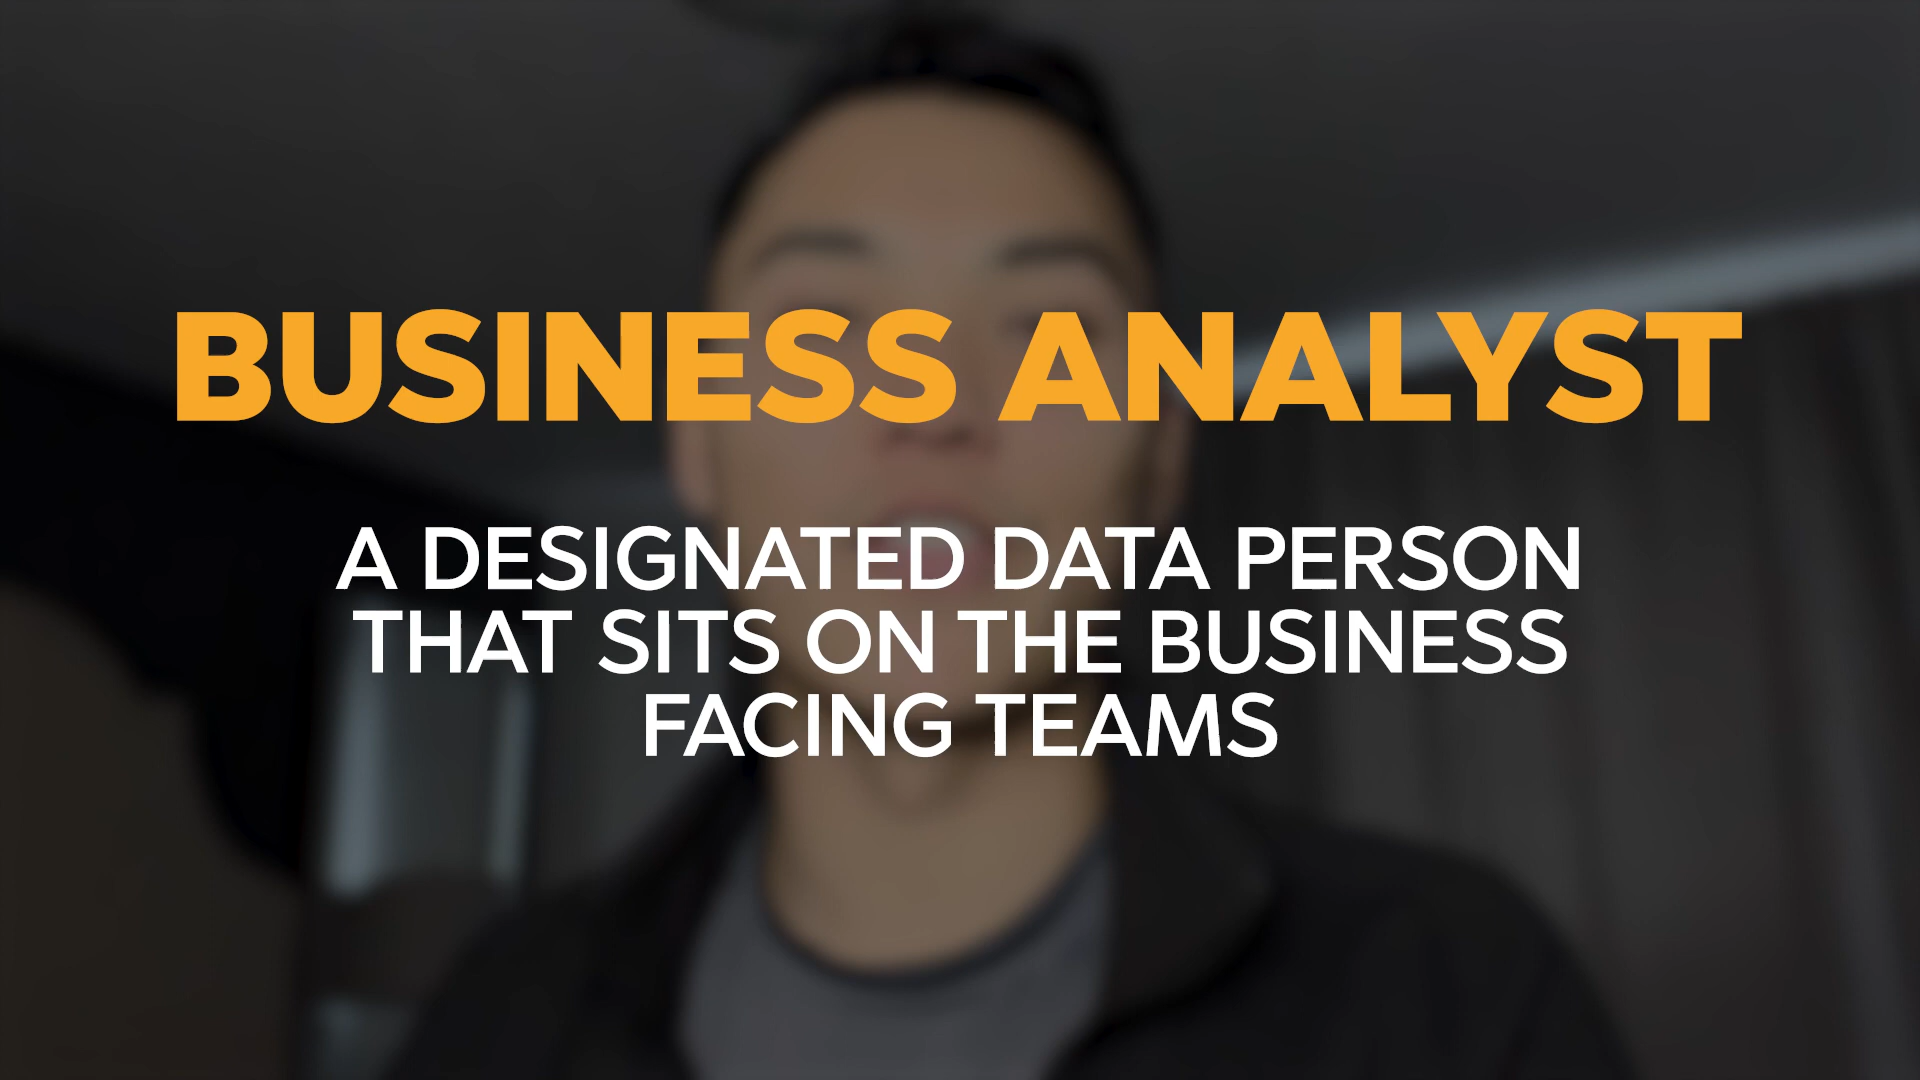 BUSINESS ANALYST
A DESIGNATED DATA PERSON
THAT SITS ON THE BUSINESS
FACING TEAMS